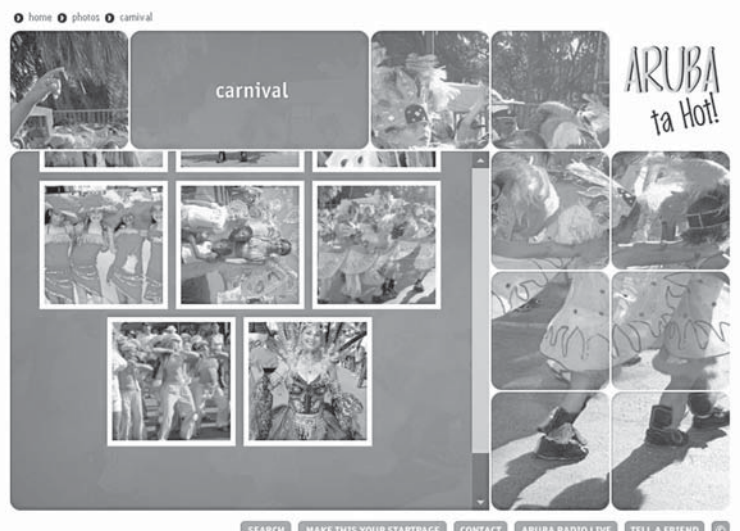 home photos carnival
carnival
ARUBA
ta Hot!
SEARCH MAKE THIS YOUR STARTPAGE CONTACT ARUBA RADIO LIVE TELL A FRIEND